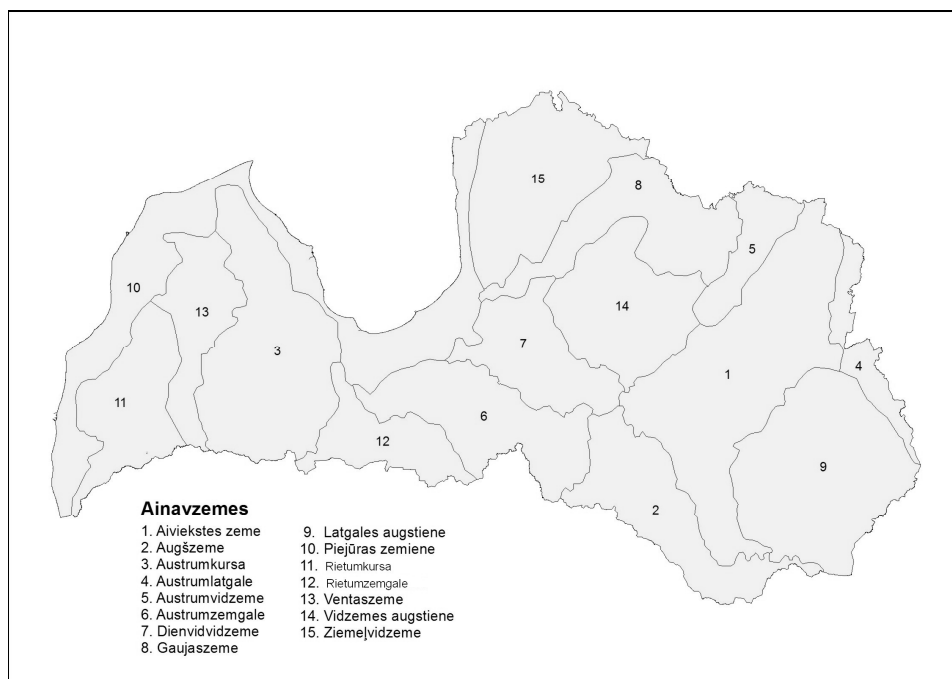 15
8
5
10
13
14
7
3
4
1
11
6
12
9
2
Ainavzemes
1. Aiviekstes zeme
2. Augšzeme
3. Austrumkursa
4. Austrumlatgale
5. Austrumvidzeme
6. Austrumzemgale
7. Dienvidvidzeme
8. Gaujaszeme
9. Latgales augstiene
10. Piejūras zemiene
11. Rietumkursa
12. Rietumzemgale
13. Ventaszeme
14. Vidzemes augstiene
15. Ziemeļvidzeme